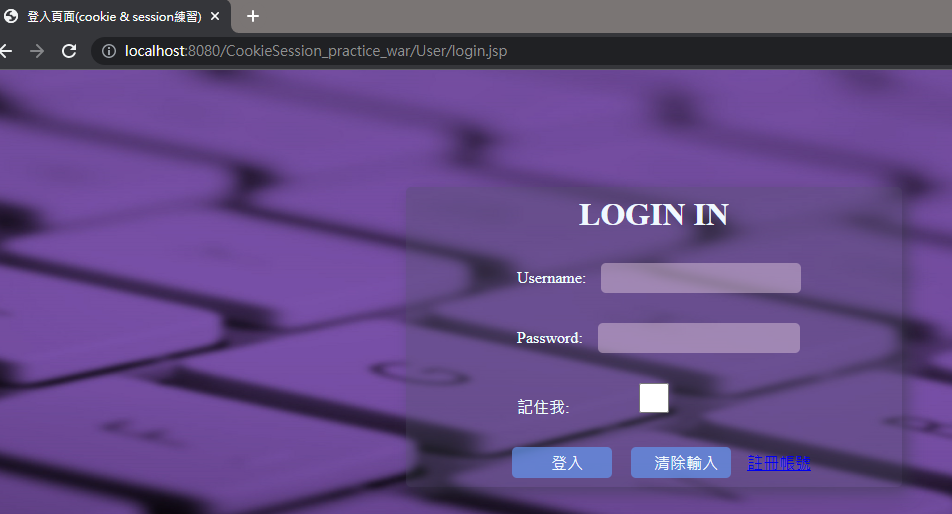 登入頁面(cookie & session練習)
localhost:8080/CookieSession_practice_war/User/login.jsp
LOGIN IN
Username:
Password:
記住我:
登入 清除輸入 註冊帳號